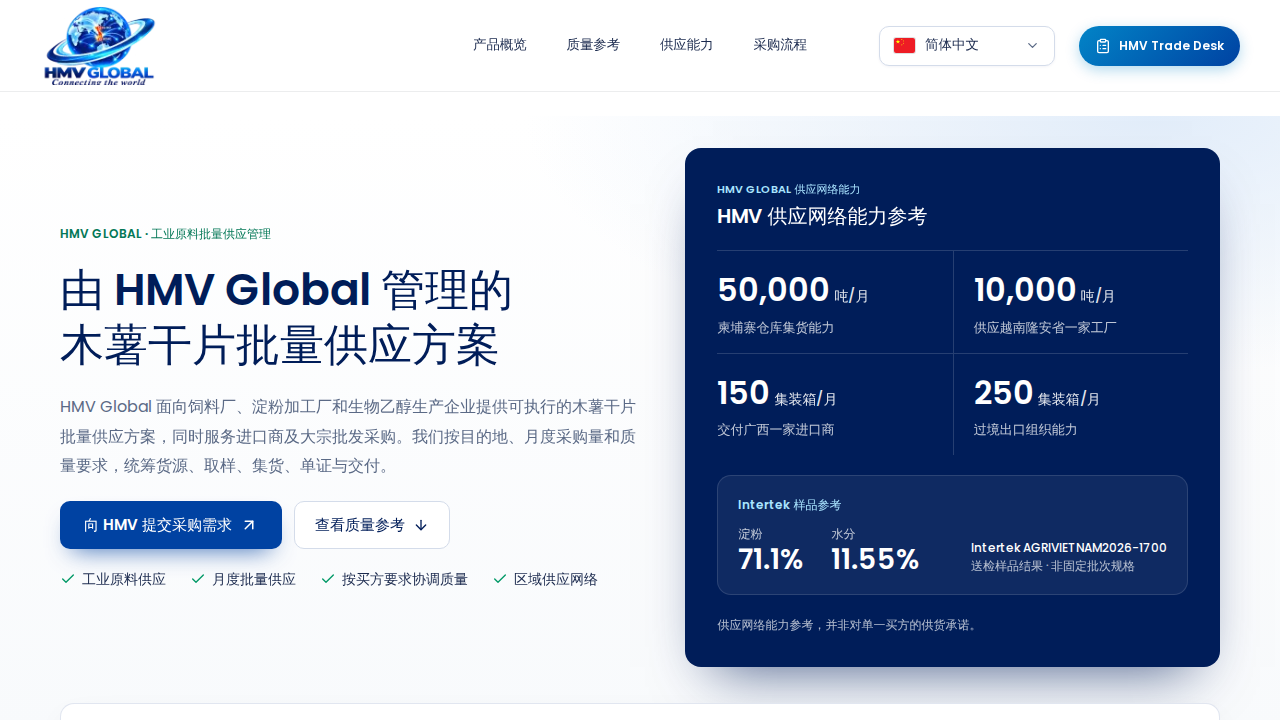 HMV GLOBAL
Connecting the world
产品概览
质量参考
供应能力
采购流程
简体中文
HMV Trade Desk
HMV GLOBAL · 工业原料批量供应管理
由 HMV Global 管理的
木薯干片批量供应方案
HMV Global 面向饲料厂、淀粉加工厂和生物乙醇生产企业提供可执行的木薯干片
批量供应方案，同时服务进口商及大宗批发采购。我们按目的地、月度采购量和质
量要求，统筹货源、取样、集货、单证与交付。
向 HMV 提交采购需求
查看质量参考
工业原料供应
月度批量供应
按买方要求协调质量
区域供应网络
HMV GLOBAL 供应网络能力
HMV 供应网络能力参考
50,000 吨/月
柬埔寨仓库集货能力
10,000 吨/月
供应越南隆安省一家工厂
150 集装箱/月
交付广西一家进口商
250 集装箱/月
过境出口组织能力
Intertek 样品参考
淀粉
71.1%
水分
11.55%
Intertek AGRIVIETNAM2026-1700
送检样品结果 · 非固定批次规格
供应网络能力参考，并非对单一买方的供货承诺。